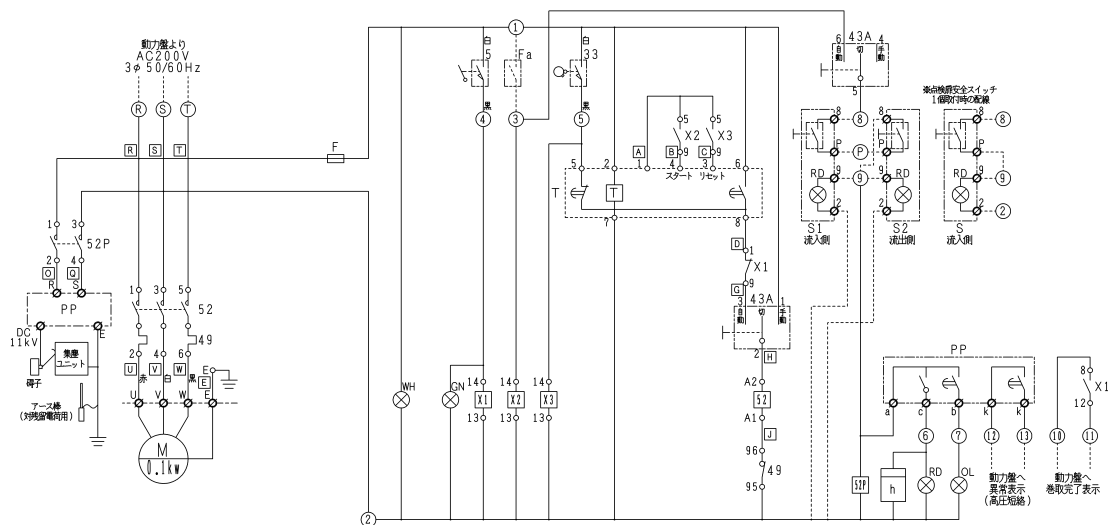 動力盤より
AC200V
3φ 50/60Hz
R
S
T
R
S
T
F
1
3
52P
2
4
O
Q
R
S
PP
DC
11kV
E
集塵
ユニット
碍子
アース棒
(対残留電荷用)
1
3
5
52
49
2
4
6
U
V
W
赤
白
黒
E
E
U
V
W
E
M
0.1kw
1
白
5
黒
4
Fa
3
白
33
黒
5
A
B
C
5
X2
9
5
X3
9
5
2
1
4
3
6
スタート
リセット
T
T
7
8
D
1
X1
9
G
3
43A
1
自動
切
手動
2
H
A2
52
A1
J
96
49
95
WH
GN
14
X1
13
14
X2
13
14
X3
13
2
6
43A
4
自動
切
手動
5
※点検扉安全スイッチ
1個取付時の配線
8
P
9
RD
2
S1
流入側
8
P
9
8
P
9
RD
2
S2
流出側
8
P
9
RD
2
S
流入側
8
9
2
PP
a
c
b
k
k
6
7
12
13
52P
h
RD
OL
動力盤へ
異常表示
(高圧短絡)
8
X1
12
10
11
動力盤へ
巻取完了表示